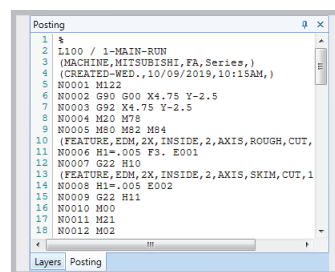 Posting
1 %
2 L100 / 1-MAIN-RUN
3 (MACHINE,MITSUBISHI,FA,Series,)
4 (CREATED-WED.,10/09/2019,10:15AM,)
5 N0001 M122
6 N0002 G90 G00 X4.75 Y-2.5
7 N0003 G92 X4.75 Y-2.5
8 N0004 M20 M78
9 N0005 M80 M82 M84
10 (FEATURE,EDM,2X,INSIDE,2,AXIS,ROUGH,CUT,
11 N0006 H1=.005 F3. E001
12 N0007 G22 H10
13 (FEATURE,EDM,2X,INSIDE,2,AXIS,SKIM,CUT,1
14 N0008 H1=.005 E002
15 N0009 G22 H11
16 N0010 M00
17 N0011 M21
18 N0012 M02
Layers Posting